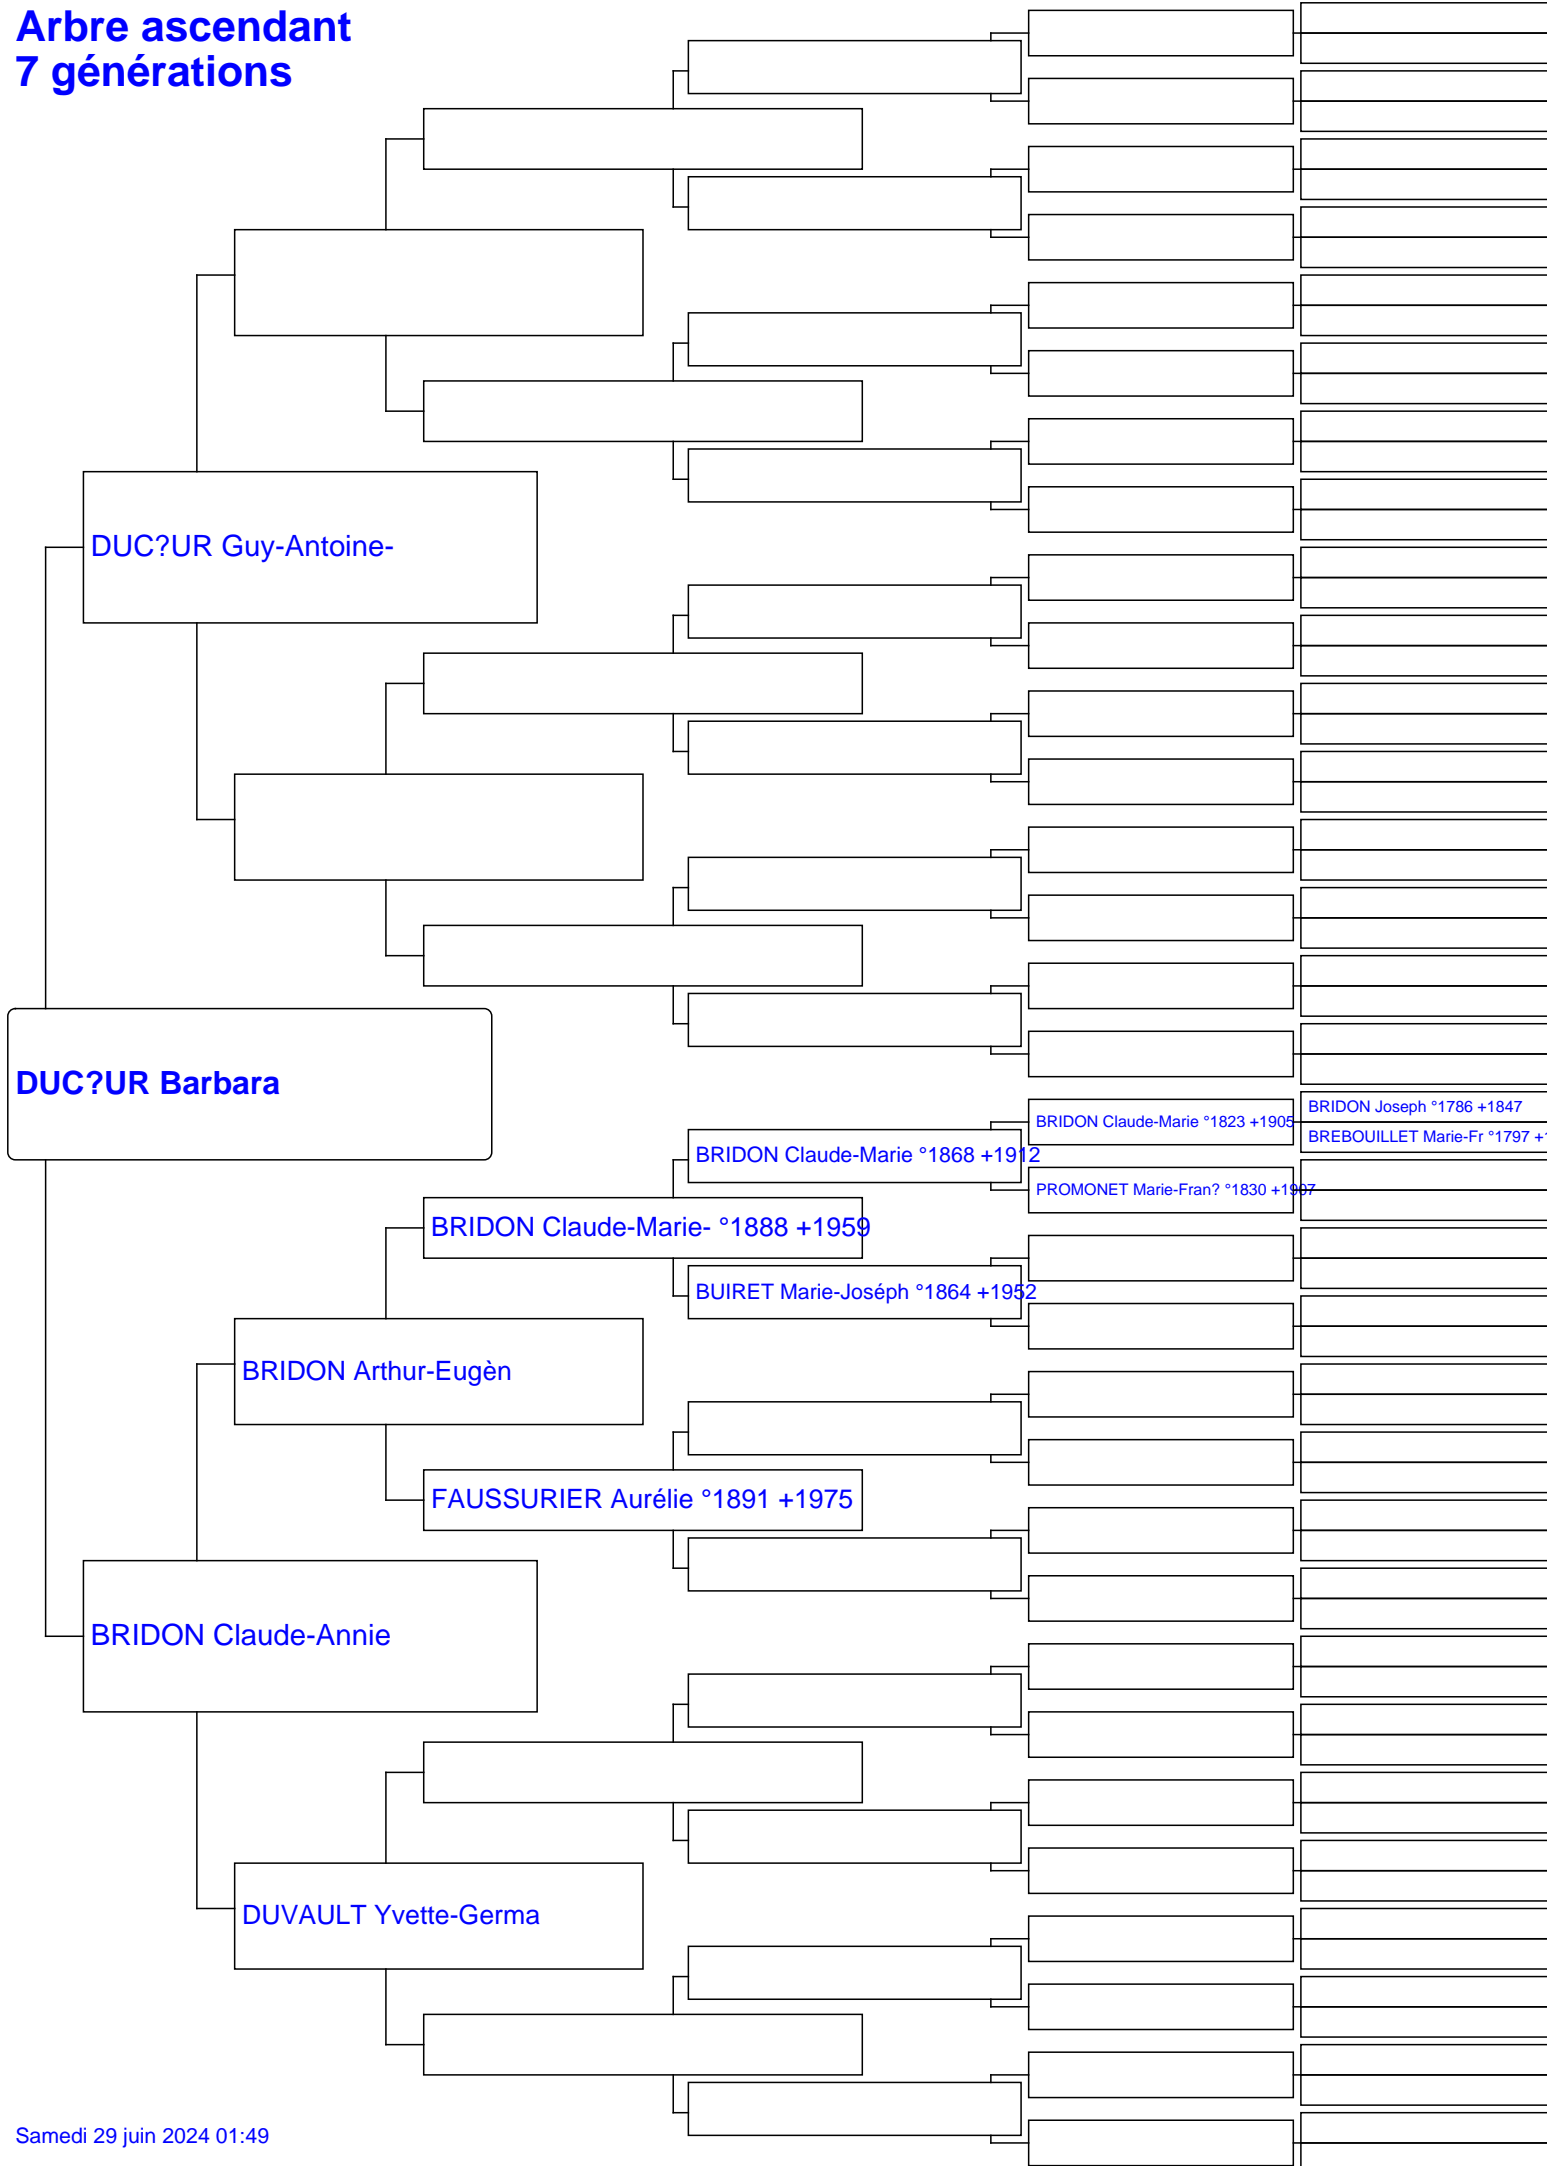 Arbre ascendant
7 générations
DUC?UR Guy-Antoine-
DUC?UR Barbara
BRIDON Joseph °1786 +1847
BRIDON Claude-Marie °1823 +1905
BREBOUILLET Marie-Fr °1797 +1
BRIDON Claude-Marie °1868 +1912
PROMONET Marie-Fran? °1830 +1907
BRIDON Claude-Marie- °1888 +1959
BUIRET Marie-Joséph °1864 +1952
BRIDON Arthur-Eugèn
FAUSSURIER Aurélie °1891 +1975
BRIDON Claude-Annie
DUVAULT Yvette-Germa
Samedi 29 juin 2024 01:49